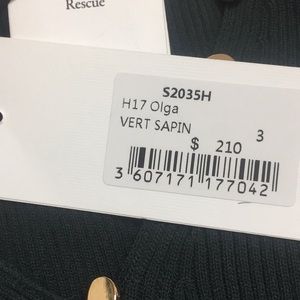 Rescue
S2035H
H17 Olga
VERT SAPIN
3
$ 210
3 607171 177042